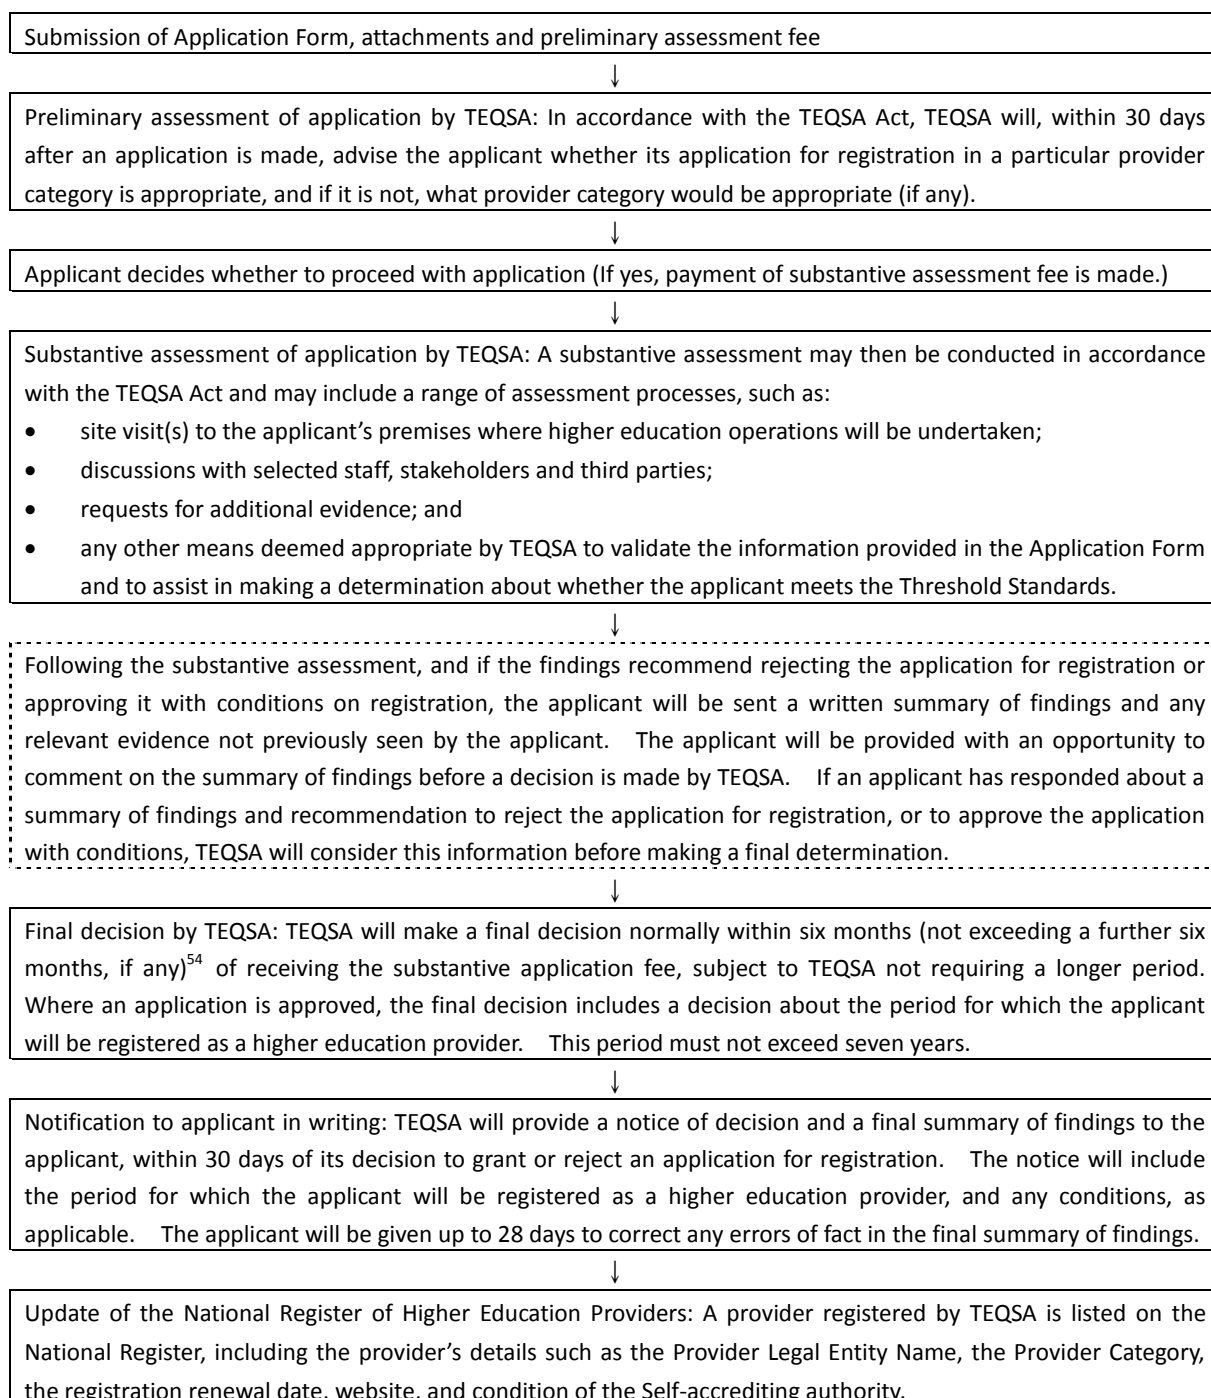 Submission of Application Form, attachments and preliminary assessment fee
↓
Preliminary assessment of application by TEQSA: In accordance with the TEQSA Act, TEQSA will, within 30 days
after an application is made, advise the applicant whether its application for registration in a particular provider
category is appropriate, and if it is not, what provider category would be appropriate (if any).
↓
Applicant decides whether to proceed with application (If yes, payment of substantive assessment fee is made.)
↓
Substantive assessment of application by TEQSA: A substantive assessment may then be conducted in accordance
with the TEQSA Act and may include a range of assessment processes, such as:
• site visit(s) to the applicant’s premises where higher education operations will be undertaken;
• discussions with selected staff, stakeholders and third parties;
• requests for additional evidence; and
• any other means deemed appropriate by TEQSA to validate the information provided in the Application Form
and to assist in making a determination about whether the applicant meets the Threshold Standards.
↓
Following the substantive assessment, and if the findings recommend rejecting the application for registration or
approving it with conditions on registration, the applicant will be sent a written summary of findings and any
relevant evidence not previously seen by the applicant. The applicant will be provided with an opportunity to
comment on the summary of findings before a decision is made by TEQSA. If an applicant has responded about a
summary of findings and recommendation to reject the application for registration, or to approve the application
with conditions, TEQSA will consider this information before making a final determination.
↓
Final decision by TEQSA: TEQSA will make a final decision normally within six months (not exceeding a further six
months, if any)54 of receiving the substantive application fee, subject to TEQSA not requiring a longer period.
Where an application is approved, the final decision includes a decision about the period for which the applicant
will be registered as a higher education provider. This period must not exceed seven years.
↓
Notification to applicant in writing: TEQSA will provide a notice of decision and a final summary of findings to the
applicant, within 30 days of its decision to grant or reject an application for registration. The notice will include
the period for which the applicant will be registered as a higher education provider, and any conditions, as
applicable. The applicant will be given up to 28 days to correct any errors of fact in the final summary of findings.
↓
Update of the National Register of Higher Education Providers: A provider registered by TEQSA is listed on the
National Register, including the provider’s details such as the Provider Legal Entity Name, the Provider Category,
the registration renewal date, website, and condition of the Self-accrediting authority.